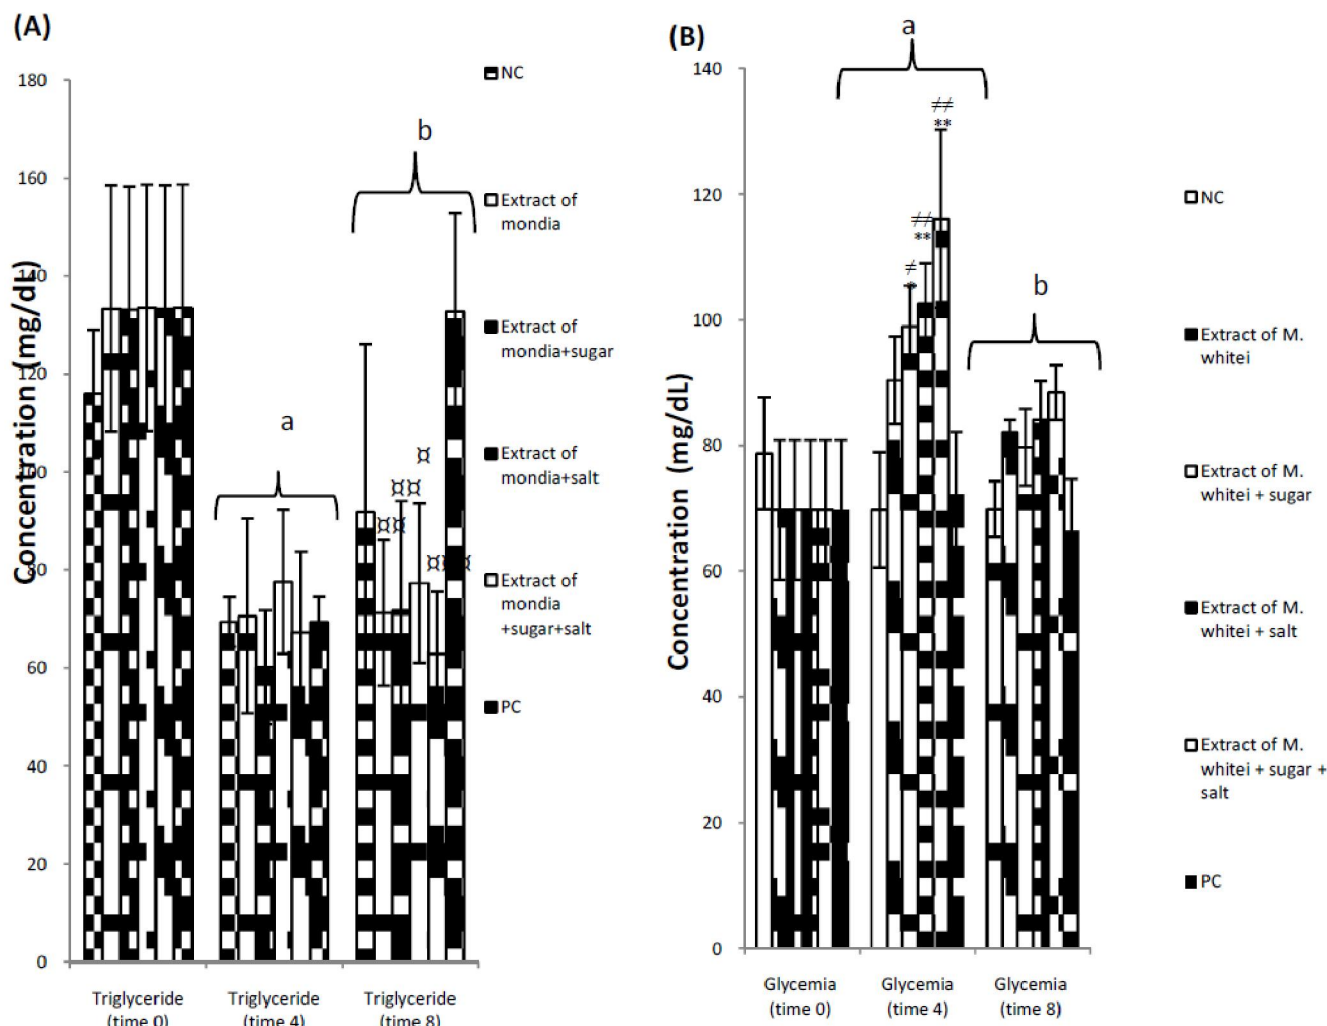 (A)
Concentration (mg/dL)
180
160
140
120
100
80
60
40
20
0
a
b
¤¤
¤¤
¤
Triglyceride
(time 0)
Triglyceride
(time 4)
Triglyceride
(time 8)
NC
Extract of
mondia
Extract of
mondia+sugar
Extract of
mondia+salt
Extract of
mondia
+sugar+salt
PC
(B)
Concentration (mg/dL)
140
120
100
80
60
40
20
0
a
≠≠
**
≠≠
**
≠
b
Glycemia
(time 0)
Glycemia
(time 4)
Glycemia
(time 8)
NC
Extract of M.
whitei
Extract of M.
whitei + sugar
Extract of M.
whitei + salt
Extract of M.
whitei + sugar +
salt
PC